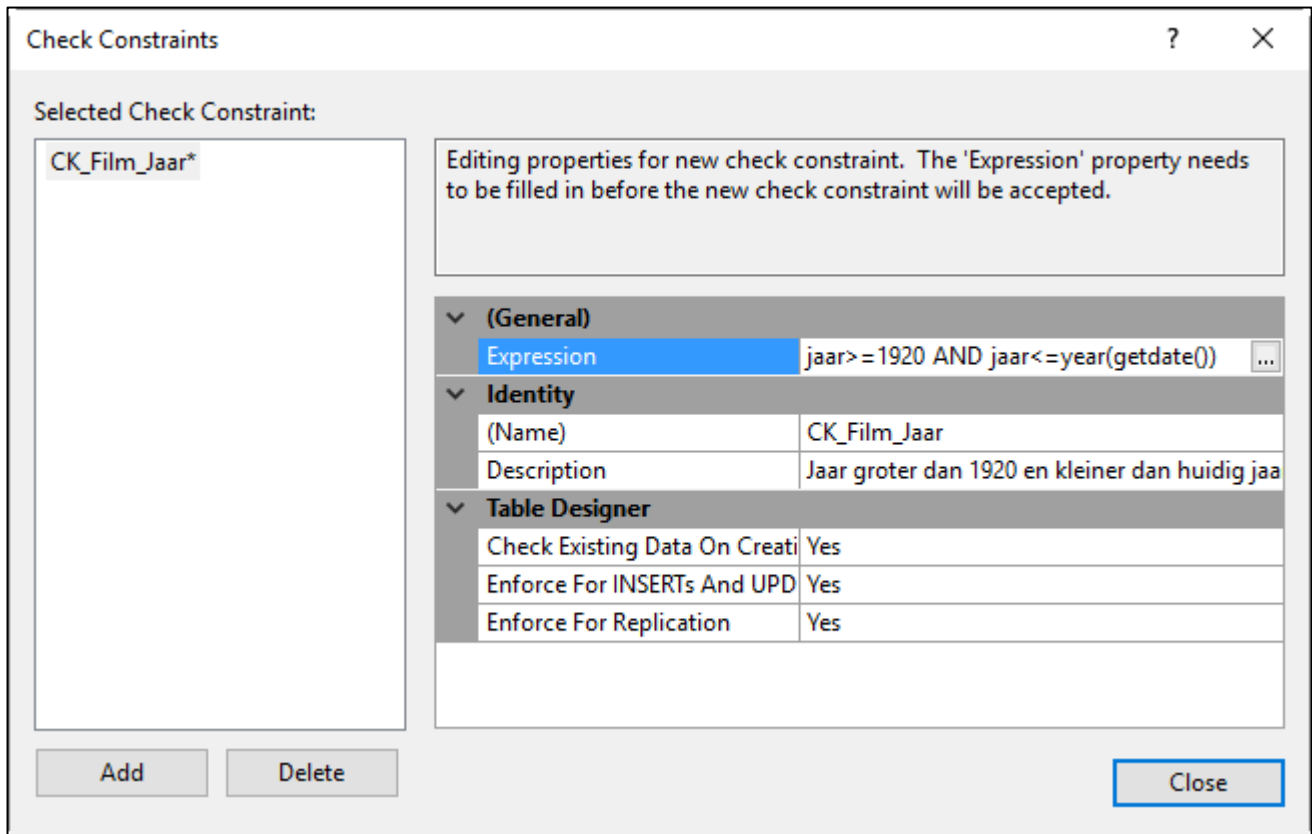 Check Constraints
?
Selected Check Constraint:
CK_Film_Jaar*
Editing properties for new check constraint.  The 'Expression' property needs
to be filled in before the new check constraint will be accepted.
(General)
Expression jaar>=1920 AND jaar<=year(getdate()) ...
Identity
(Name) CK_Film_Jaar
Description Jaar groter dan 1920 en kleiner dan huidig jaa
Table Designer
Check Existing Data On Creati Yes
Enforce For INSERTs And UPD Yes
Enforce For Replication Yes
Add Delete
Close